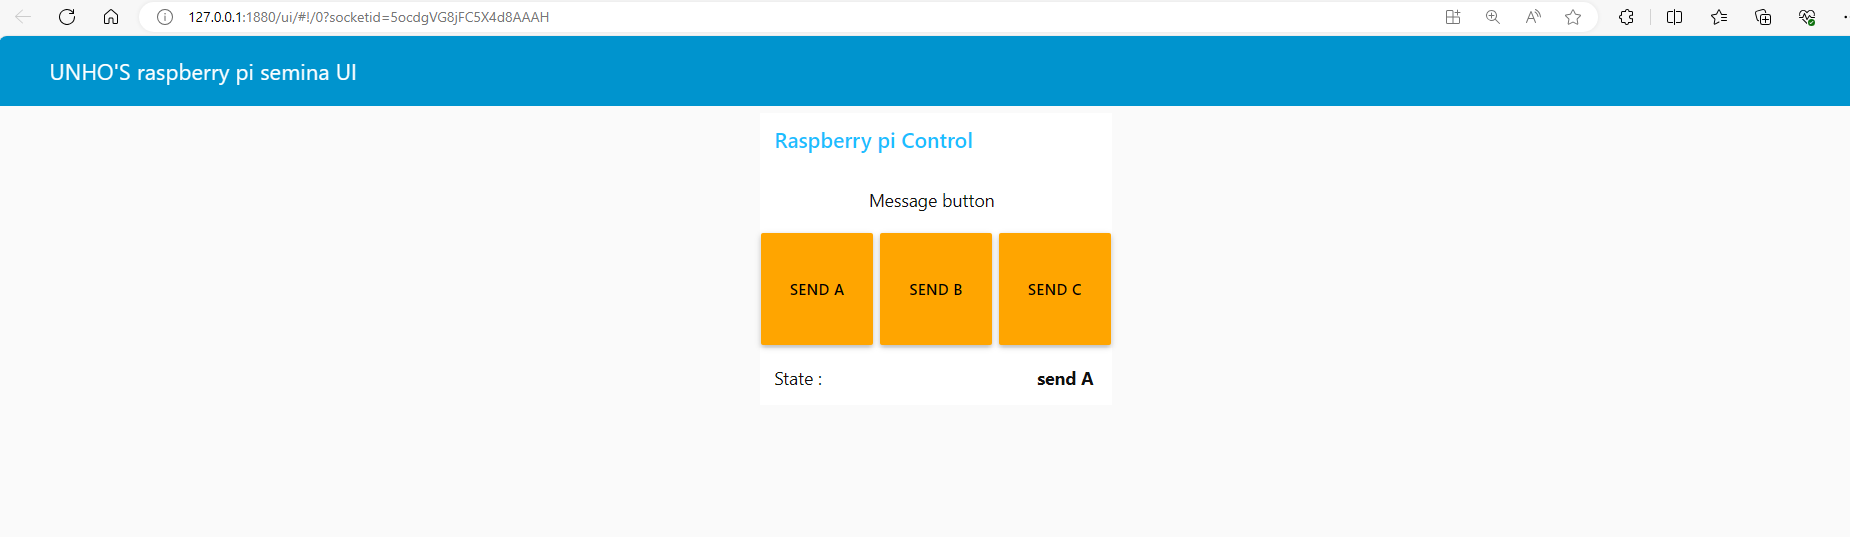 127.0.0.1:1880/ui/#!/0?socketid=5ocdgVG8jFC5X4d8AAAH
UNHO'S raspberry pi semina UI
Raspberry pi Control
Message button
SEND A SEND B SEND C
State : send A